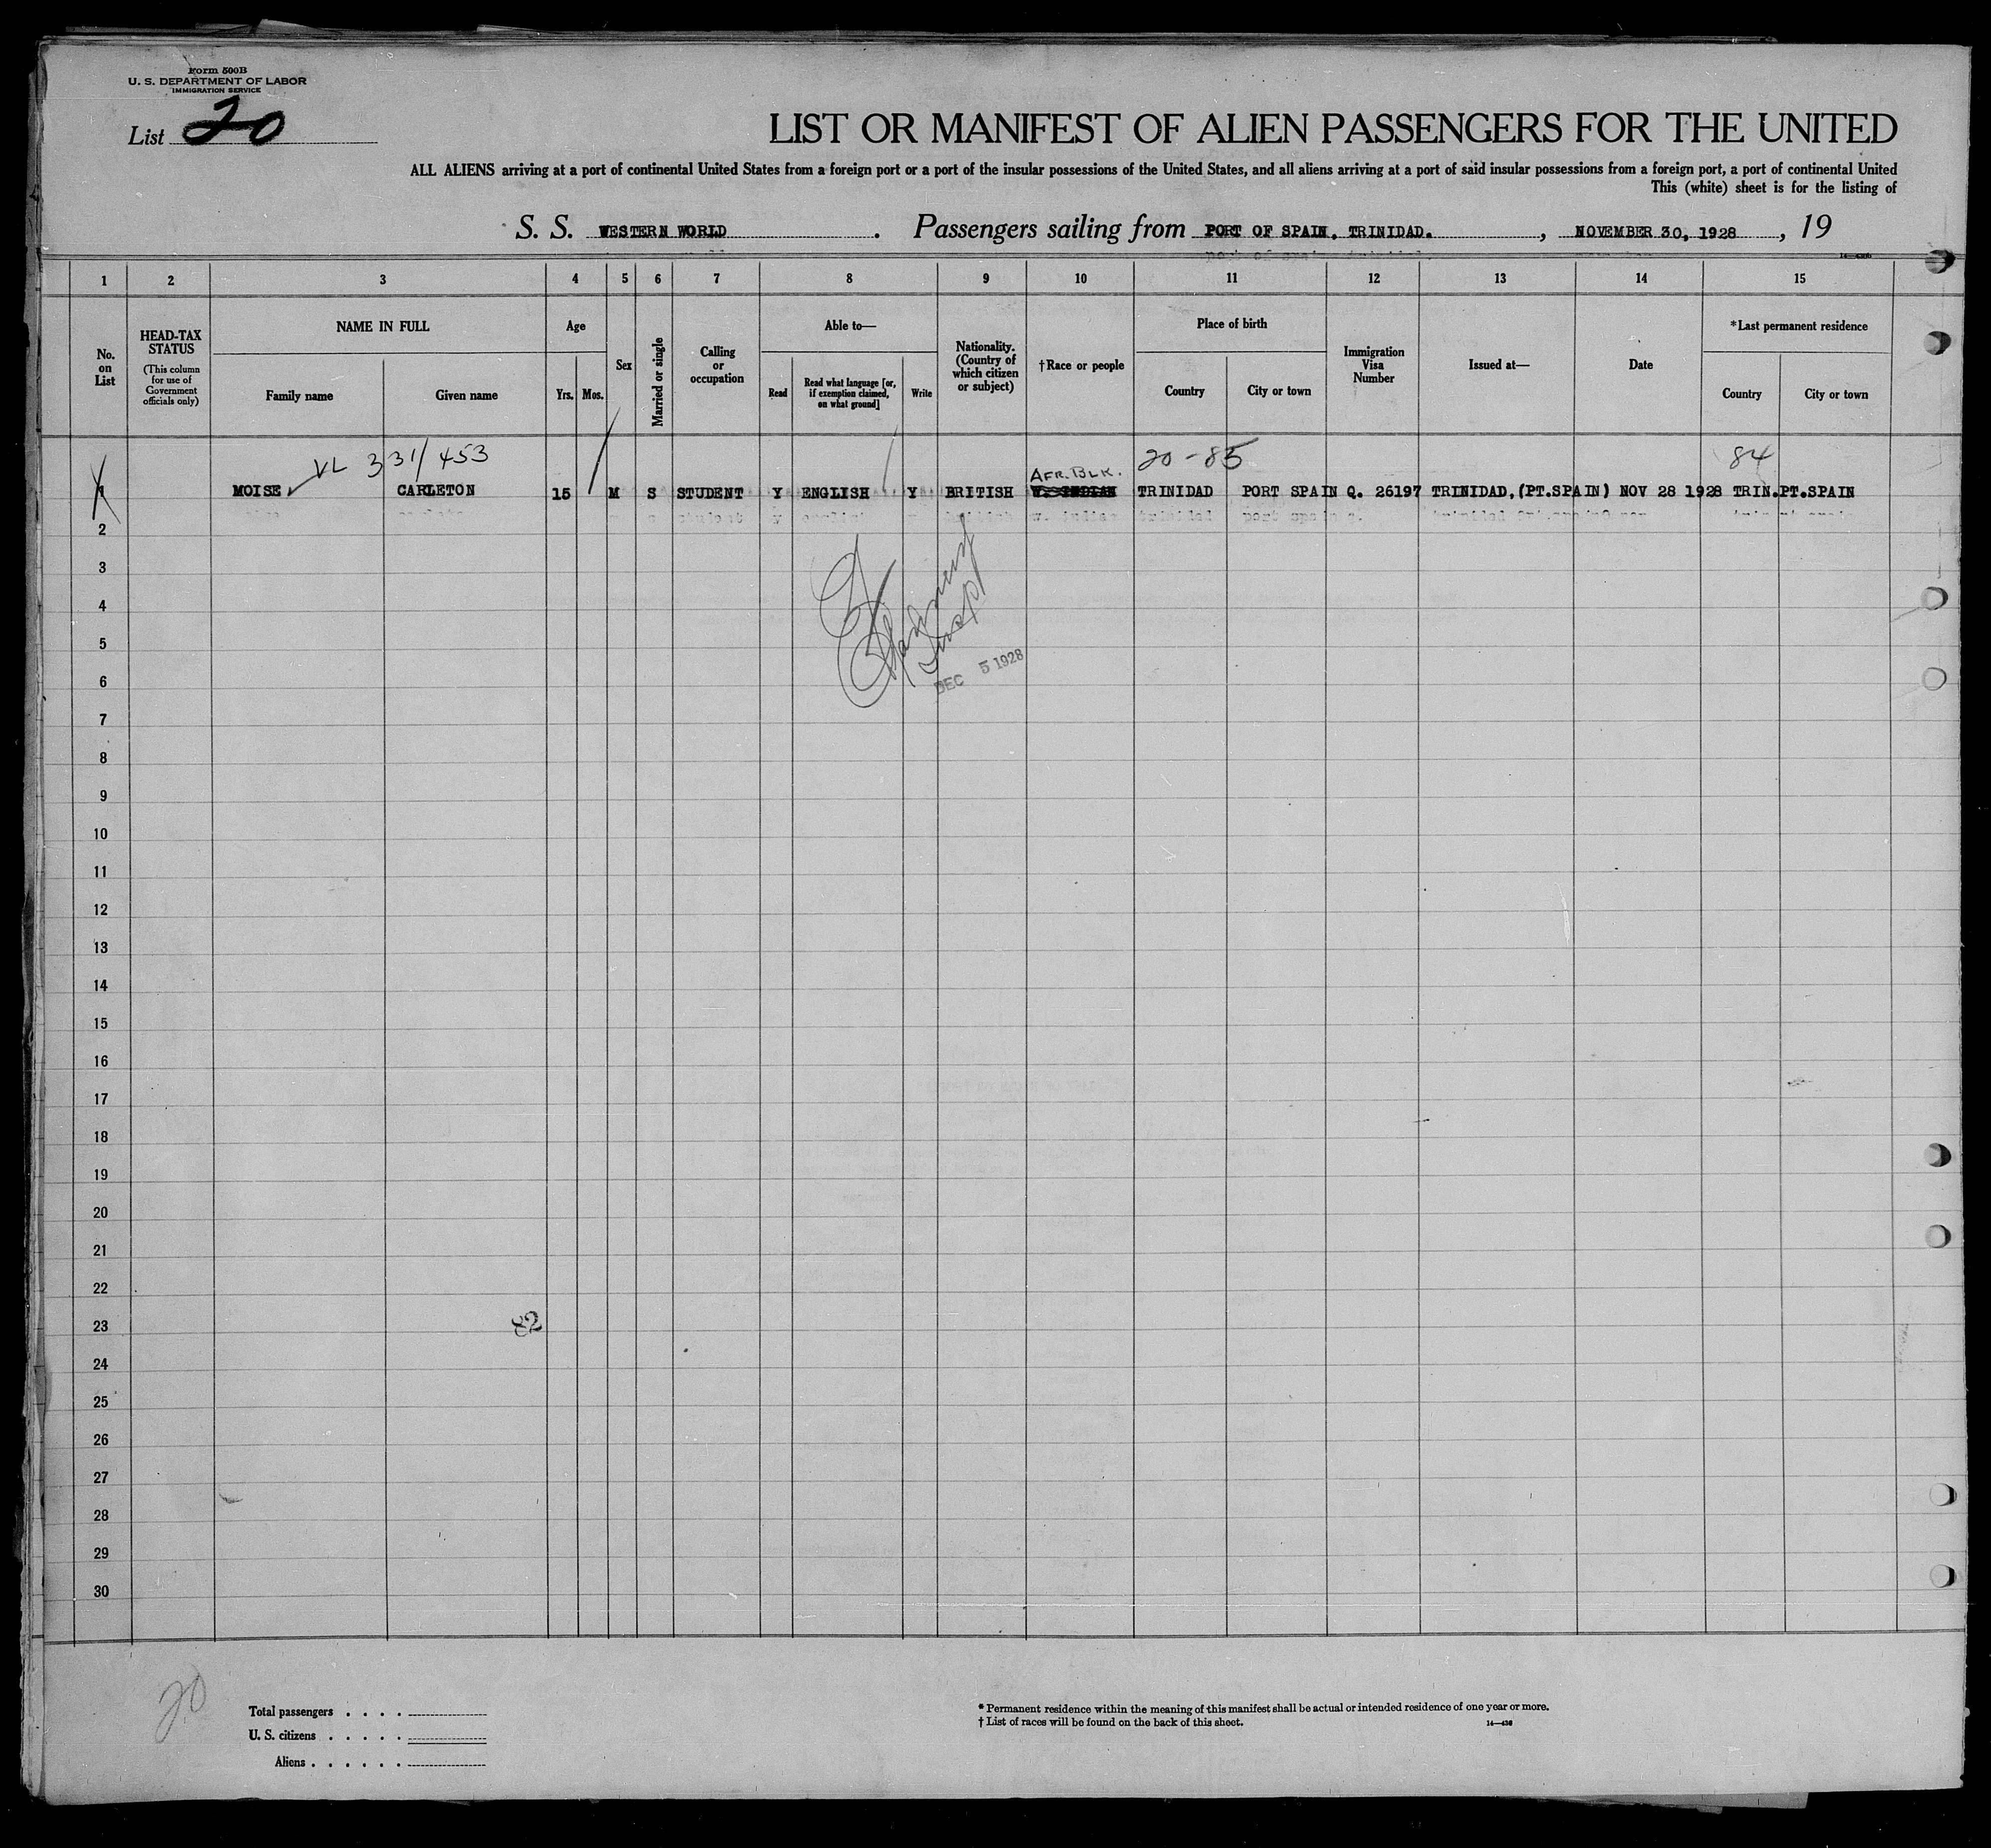 Form 500B
U. S. DEPARTMENT OF LABOR
IMMIGRATION SERVICE
List 20
LIST OR MANIFEST OF ALIEN PASSENGERS FOR THE UNITED
ALL ALIENS arriving at a port of continental United States from a foreign port or a port of the insular possessions of the United States, and all aliens arriving at a port of said insular possessions from a foreign port, a port of continental United
This (white) sheet is for the listing of
S. S. WESTERN WORLD . Passengers sailing from PORT OF SPAIN, TRINIDAD. , NOVEMBER 30, 1928 , 19
1 2 3 4 5 6 7 8 9 10 11 12 13 14 15
No. on List
HEAD-TAX STATUS
(This column for use of Government officials only)
NAME IN FULL
Family name
Given name
Age
Yrs. Mos.
Sex
Married or single
Calling or occupation
Able to—
Read
Read what language [or, if exemption claimed, on what ground]
Write
Nationality. (Country of which citizen or subject)
†Race or people
Place of birth
Country
City or town
Immigration Visa Number
Issued at—
Date
*Last permanent residence
Country
City or town
VL 331/453 20-85 84
AFR. BLK.
1 MOISE CARLETON 15 M S STUDENT Y ENGLISH Y BRITISH W. INDIAN TRINIDAD PORT SPAIN Q. 26197 TRINIDAD,(PT.SPAIN) NOV 28 1928 TRIN.PT.SPAIN
2
3
4
5
Insp
6
DEC 5 1928
7
8
9
10
11
12
13
14
15
16
17
18
19
20
21
22
23
82
24
25
26
27
28
29
30
20
Total passengers . . . .
U. S. citizens . . . . .
Aliens . . . . . .
* Permanent residence within the meaning of this manifest shall be actual or intended residence of one year or more.
† List of races will be found on the back of this sheet.
14—436